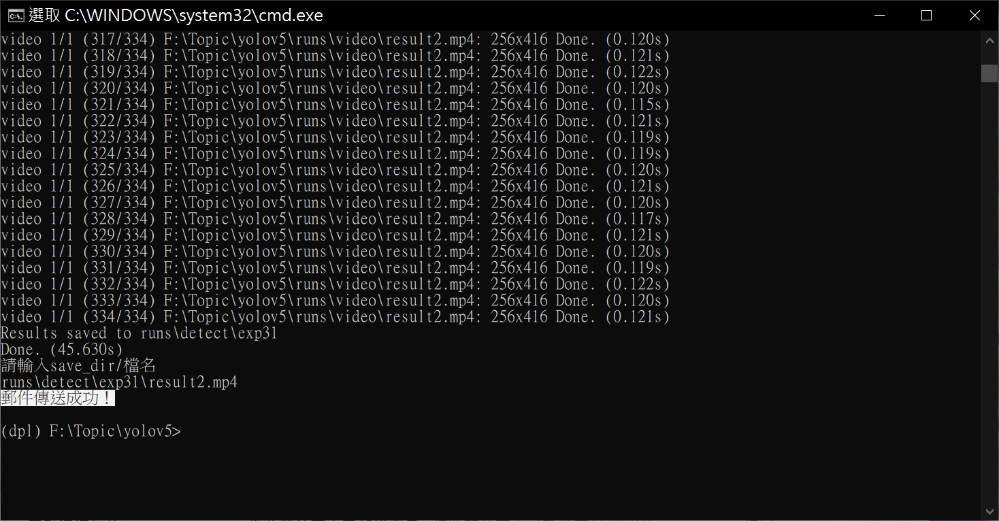 選取 C:\WINDOWS\system32\cmd.exe
video 1/1 (317/334) F:\Topic\yolov5\runs\video\result2.mp4: 256x416 Done. (0.120s)
video 1/1 (318/334) F:\Topic\yolov5\runs\video\result2.mp4: 256x416 Done. (0.121s)
video 1/1 (319/334) F:\Topic\yolov5\runs\video\result2.mp4: 256x416 Done. (0.122s)
video 1/1 (320/334) F:\Topic\yolov5\runs\video\result2.mp4: 256x416 Done. (0.120s)
video 1/1 (321/334) F:\Topic\yolov5\runs\video\result2.mp4: 256x416 Done. (0.115s)
video 1/1 (322/334) F:\Topic\yolov5\runs\video\result2.mp4: 256x416 Done. (0.121s)
video 1/1 (323/334) F:\Topic\yolov5\runs\video\result2.mp4: 256x416 Done. (0.119s)
video 1/1 (324/334) F:\Topic\yolov5\runs\video\result2.mp4: 256x416 Done. (0.119s)
video 1/1 (325/334) F:\Topic\yolov5\runs\video\result2.mp4: 256x416 Done. (0.120s)
video 1/1 (326/334) F:\Topic\yolov5\runs\video\result2.mp4: 256x416 Done. (0.121s)
video 1/1 (327/334) F:\Topic\yolov5\runs\video\result2.mp4: 256x416 Done. (0.120s)
video 1/1 (328/334) F:\Topic\yolov5\runs\video\result2.mp4: 256x416 Done. (0.117s)
video 1/1 (329/334) F:\Topic\yolov5\runs\video\result2.mp4: 256x416 Done. (0.121s)
video 1/1 (330/334) F:\Topic\yolov5\runs\video\result2.mp4: 256x416 Done. (0.120s)
video 1/1 (331/334) F:\Topic\yolov5\runs\video\result2.mp4: 256x416 Done. (0.119s)
video 1/1 (332/334) F:\Topic\yolov5\runs\video\result2.mp4: 256x416 Done. (0.122s)
video 1/1 (333/334) F:\Topic\yolov5\runs\video\result2.mp4: 256x416 Done. (0.120s)
video 1/1 (334/334) F:\Topic\yolov5\runs\video\result2.mp4: 256x416 Done. (0.121s)
Results saved to runs\detect\exp31
Done. (45.630s)
請輸入save_dir/檔名
runs\detect\exp31\result2.mp4
郵件傳送成功！
(dpl) F:\Topic\yolov5>